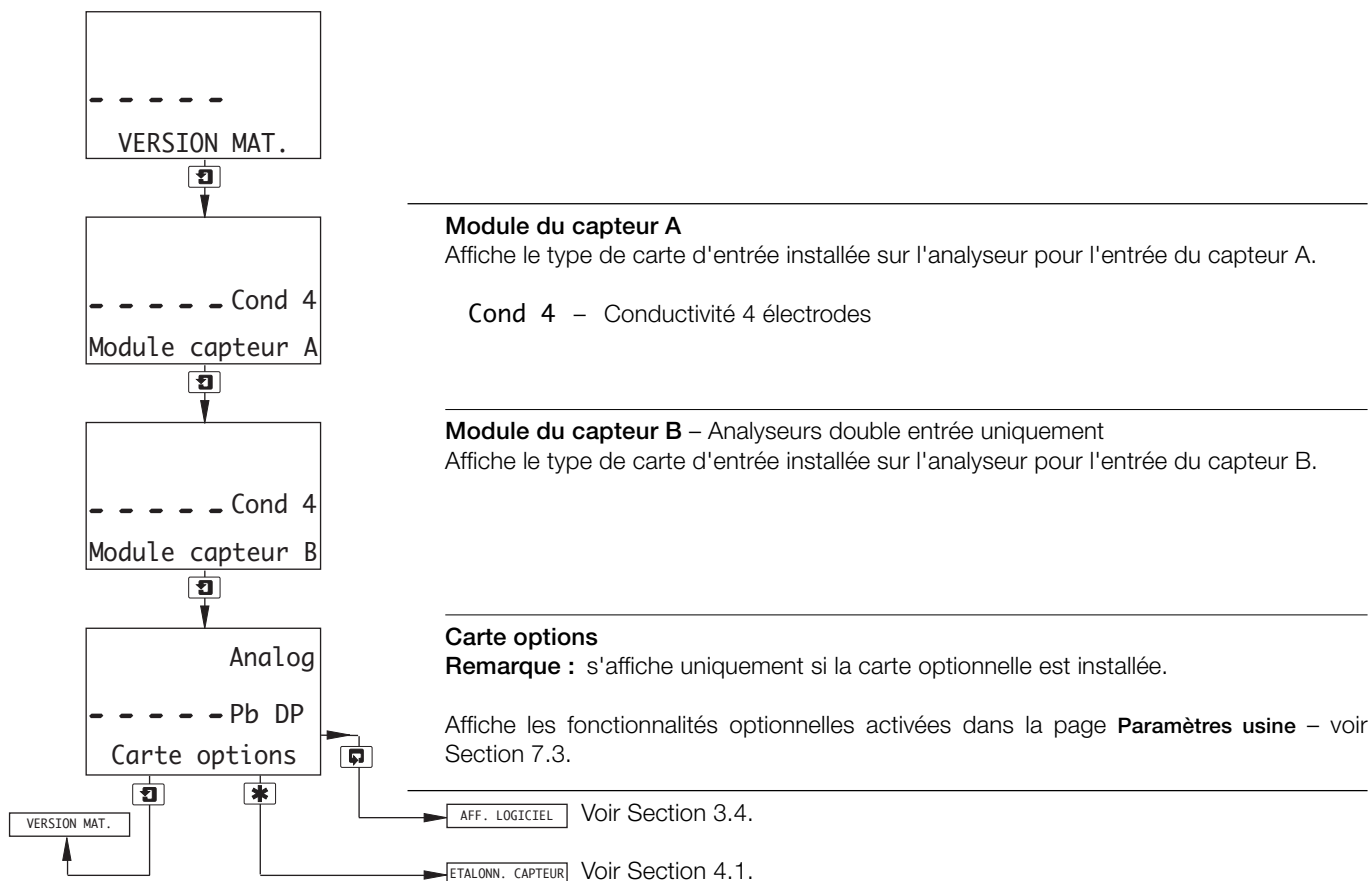 - - - - -
VERSION MAT.
- - - - - Cond 4
Module capteur A
Module du capteur A
Affiche le type de carte d'entrée installée sur l'analyseur pour l'entrée du capteur A.
Cond 4 – Conductivité 4 électrodes
- - - - - Cond 4
Module capteur B
Module du capteur B – Analyseurs double entrée uniquement
Affiche le type de carte d'entrée installée sur l'analyseur pour l'entrée du capteur B.
Analog
- - - - - Pb DP
Carte options
Carte options
Remarque : s'affiche uniquement si la carte optionnelle est installée.
Affiche les fonctionnalités optionnelles activées dans la page Paramètres usine – voir
Section 7.3.
VERSION MAT.
AFF. LOGICIEL Voir Section 3.4.
ETALONN. CAPTEUR Voir Section 4.1.